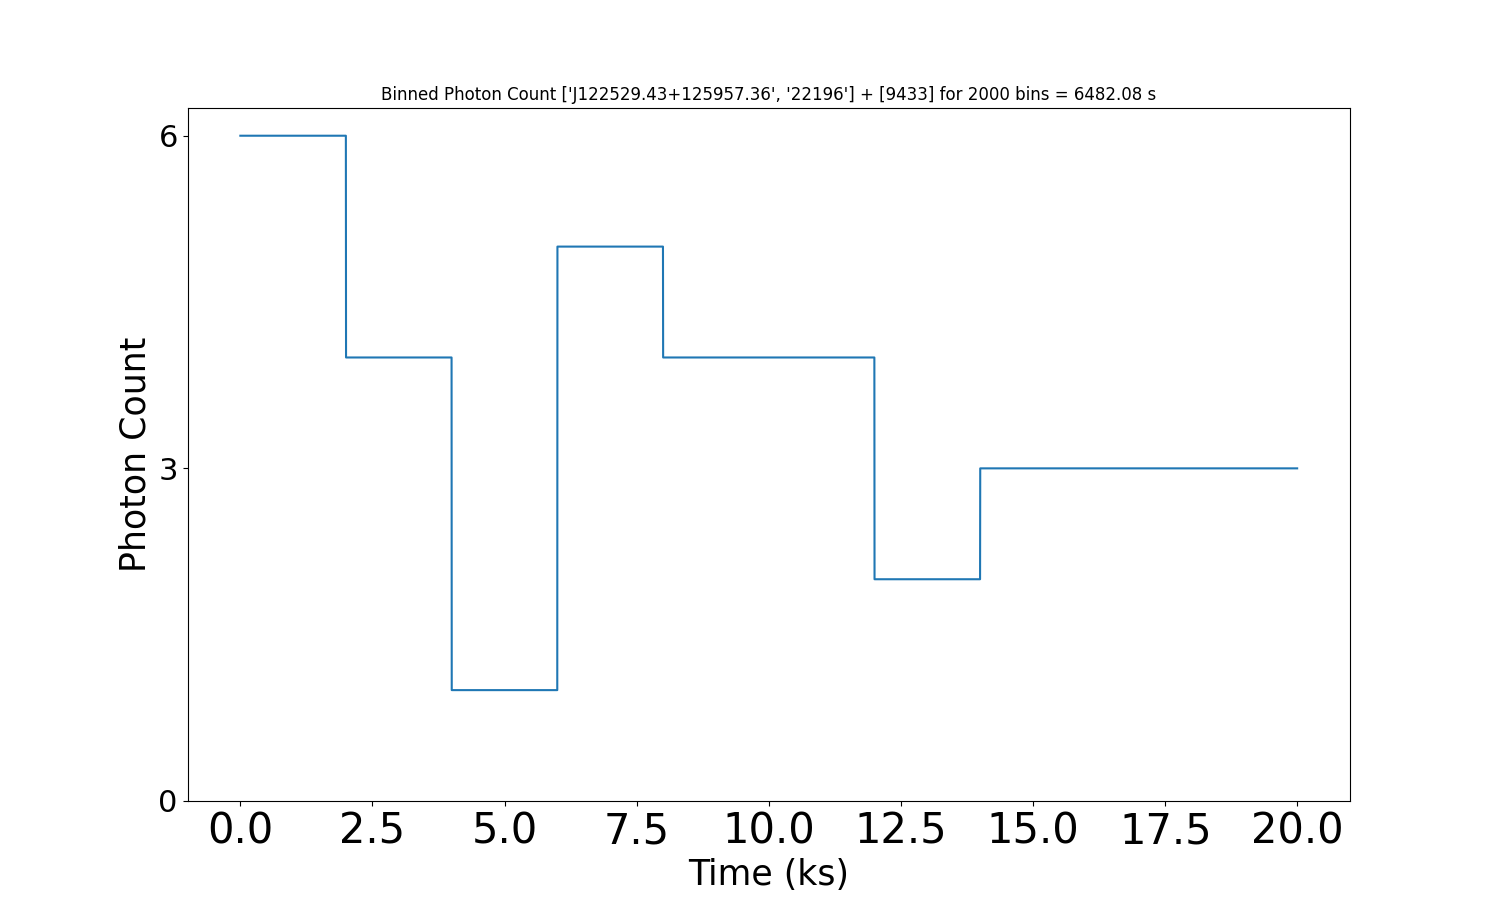 Binned Photon Count ['J122529.43+125957.36', '22196'] + [9433] for 2000 bins = 6482.08 s
6
3
0
Photon Count
0.0 2.5 5.0 7.5 10.0 12.5 15.0 17.5 20.0
Time (ks)